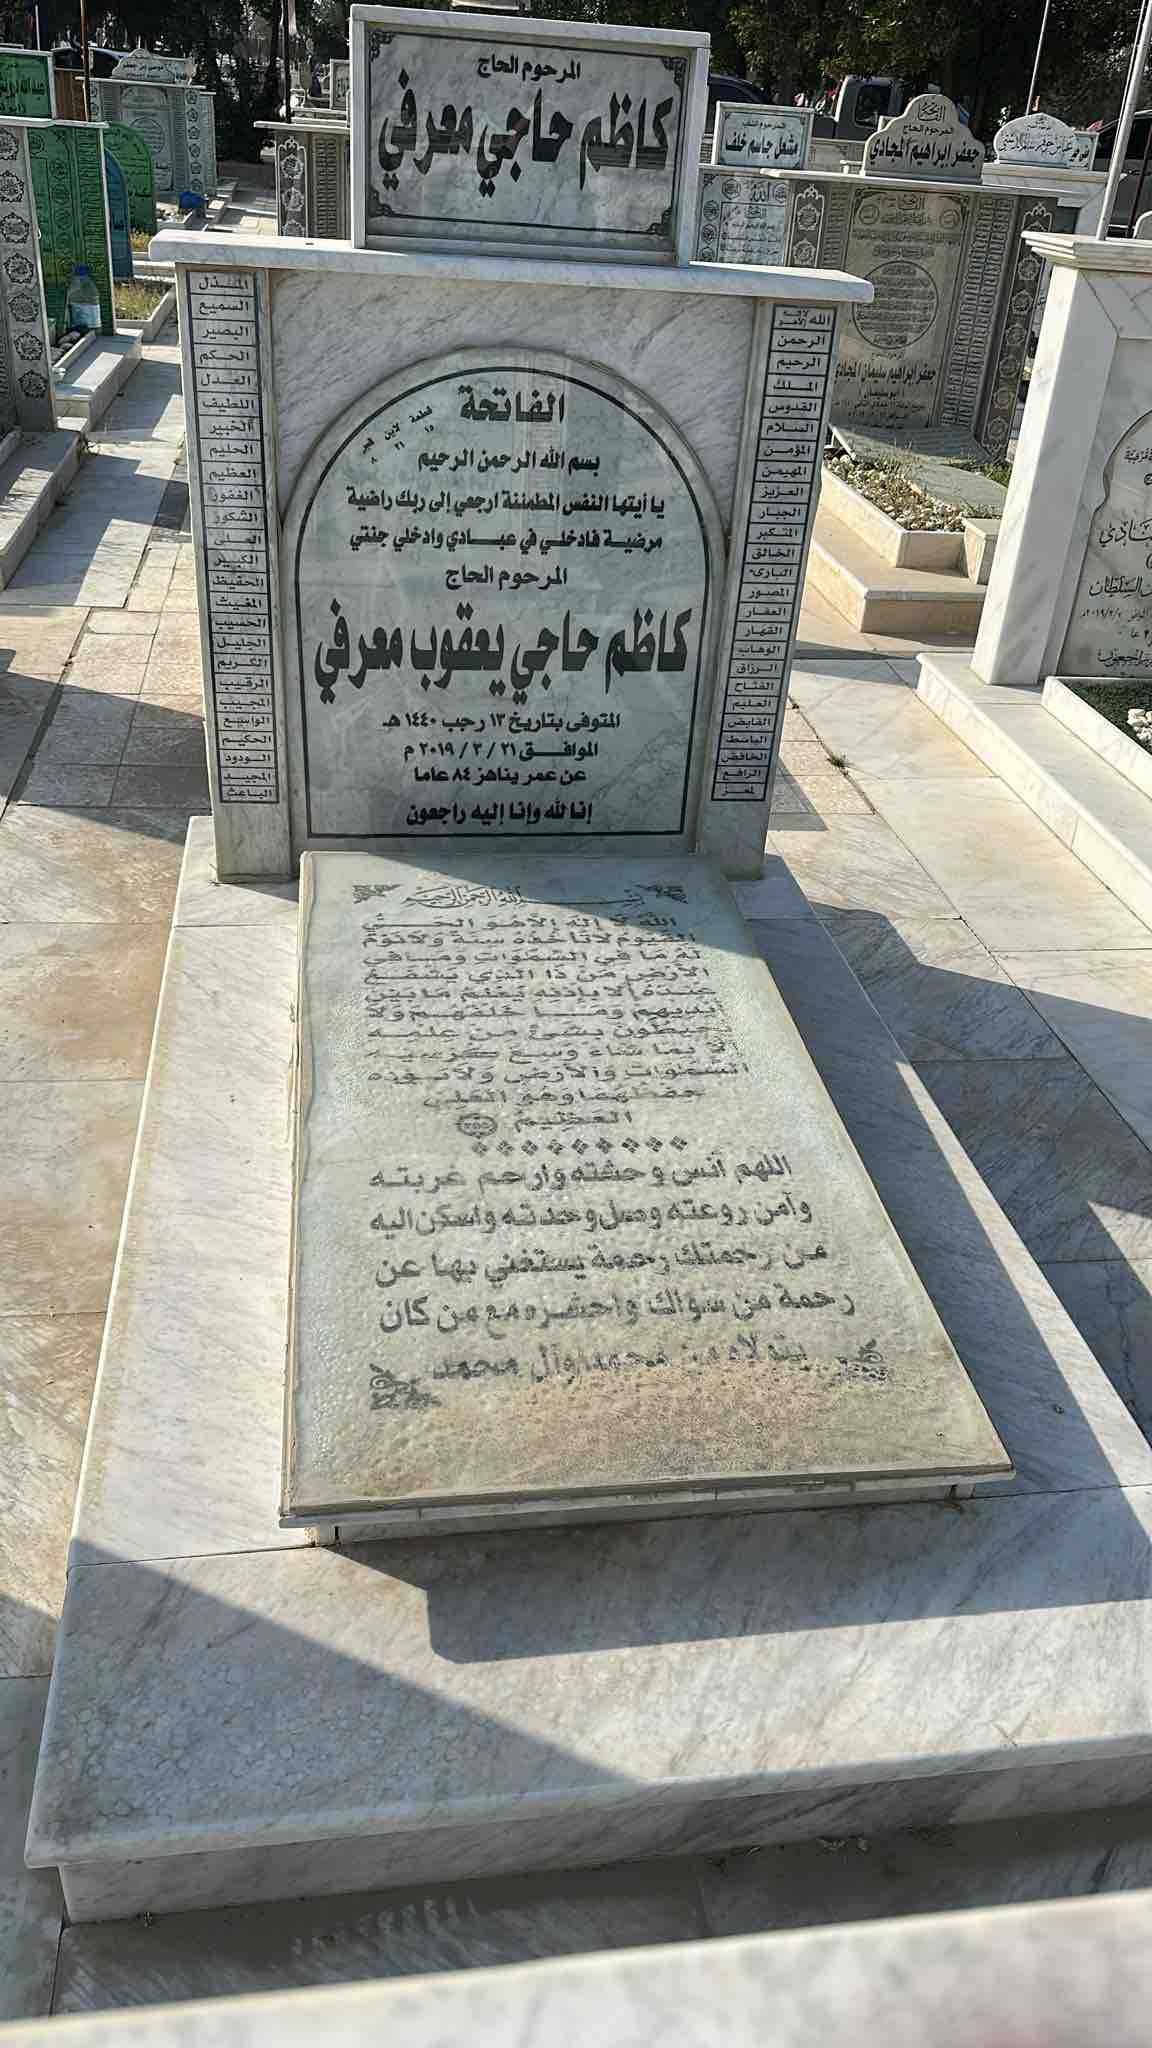 المرحوم الحاج
كاظم حاجي معرفي
الفاتحة
قطعة
١٥
بسم الله الرحمن الرحيم
يا أيتها النفس المطمئنة ارجعي إلى ربك راضية
مرضية فادخلي في عبادي وادخلي جنتي
المرحوم الحاج
كاظم حاجي يعقوب معرفي
المتوفى بتاريخ ١٣ رجب ١٤٤٠ هـ
الموافق ٢١ / ٣ / ٢٠١٩ م
عن عمر يناهز ٨٤ عاما
إنا لله وإنا إليه راجعون
الله
الرحمن
الرحيم
الملك
القدوس
السلام
المؤمن
المهيمن
العزيز
الجبار
المتكبر
الخالق
البارئ
المصور
الغفار
القهار
الوهاب
الرزاق
الفتاح
العليم
القابض
الباسط
الخافض
الرافع
المعز
المذل
السميع
البصير
الحكم
العدل
اللطيف
الخبير
الحليم
العظيم
الغفور
الشكور
العلي
الكبير
الحفيظ
المغيث
الحسيب
الجليل
الكريم
الرقيب
المجيب
الواسع
الحكيم
الودود
المجيد
الباعث
بسم الله الرحمن الرحيم
الله لا إله إلا هو الحي
القيوم لا تأخذه سنة ولا نوم
له ما في السموات وما في
الأرض من ذا الذي يشفع
عنده إلا بإذنه يعلم ما بين
أيديهم وما خلفهم ولا
يحيطون بشئ من علمه
إلا بما شاء وسع كرسيه
السموات والأرض ولا يؤده
حفظهما وهو العلي
العظيم ٢٥٥
اللهم آنس وحشته وارحم غربته
وآمن روعته وصل وحدته واسكن اليه
من رحمتك رحمة يستغني بها عن
رحمة من سواك واحشره مع من كان
يتولاه من محمد وآل محمد
المرحوم الشاب
مشعل جاسم خلف
المرحوم الحاج
جعفر إبراهيم المجادي
جعفر إبراهيم سليمان المجادي